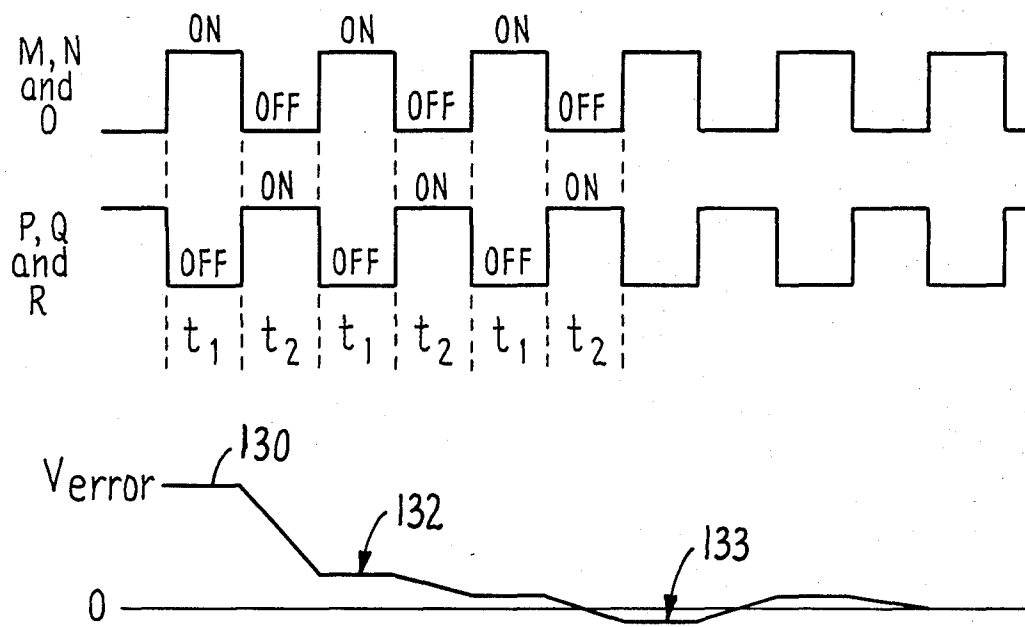 ON ON ON
M, N
and
O
OFF OFF OFF
ON ON ON
P, Q
and
R
OFF OFF OFF
t1 t2 t1 t2 t1 t2
130
Verror
132
133
0